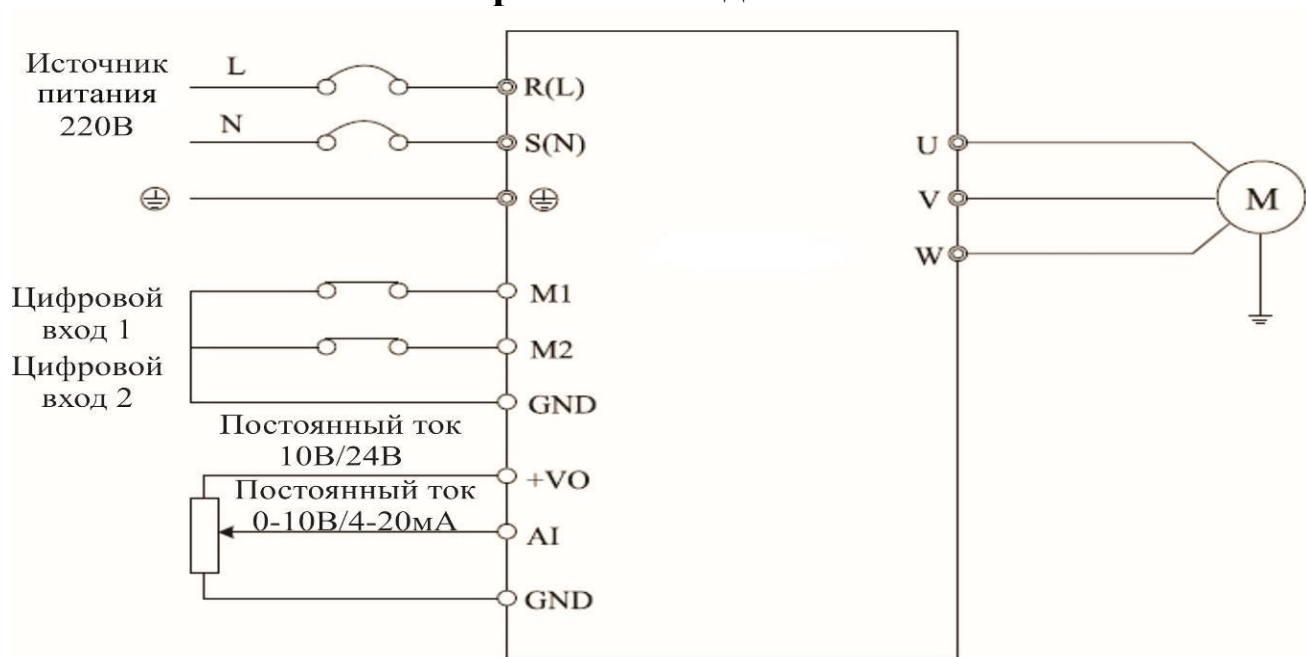 Источник
питания
220В
L
N
R(L)
S(N)
U
V
W
M
Цифровой
вход 1
Цифровой
вход 2
M1
M2
GND
Постоянный ток
10В/24В
+VO
Постоянный ток
0-10В/4-20мА
AI
GND